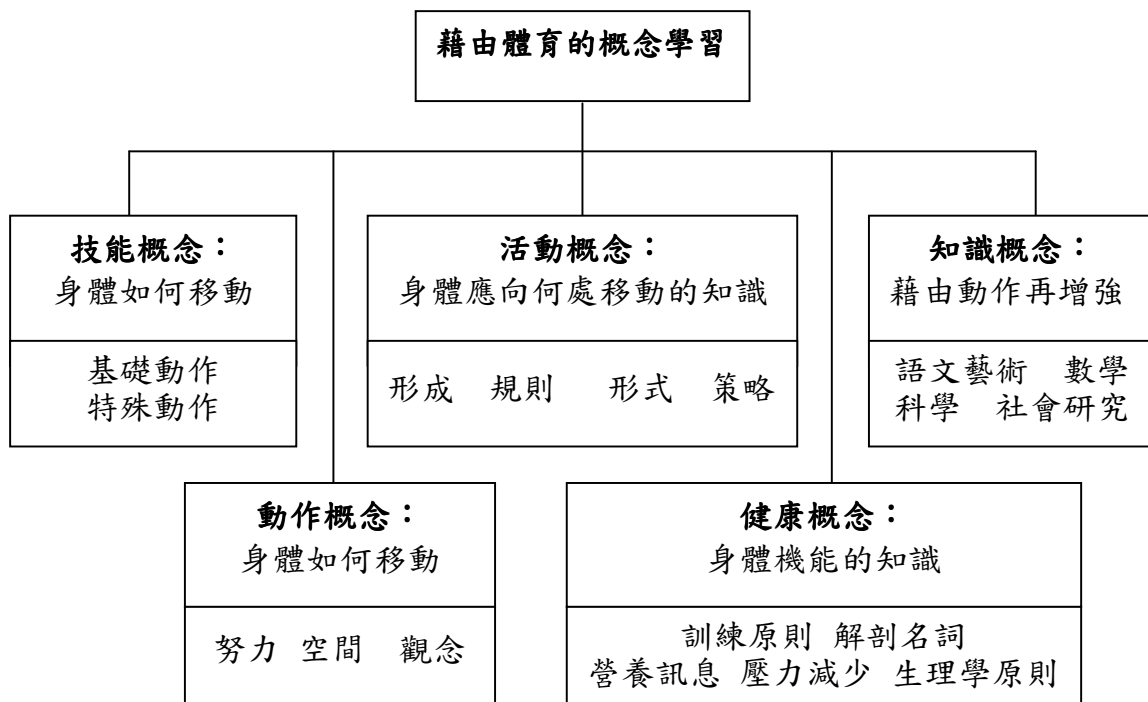 藉由體育的概念學習
技能概念：
身體如何移動
基礎動作
特殊動作
活動概念：
身體應向何處移動的知識
形成 規則 形式 策略
知識概念：
藉由動作再增強
語文藝術 數學
科學 社會研究
動作概念：
身體如何移動
努力 空間 觀念
健康概念：
身體機能的知識
訓練原則 解剖名詞
營養訊息 壓力減少 生理學原則